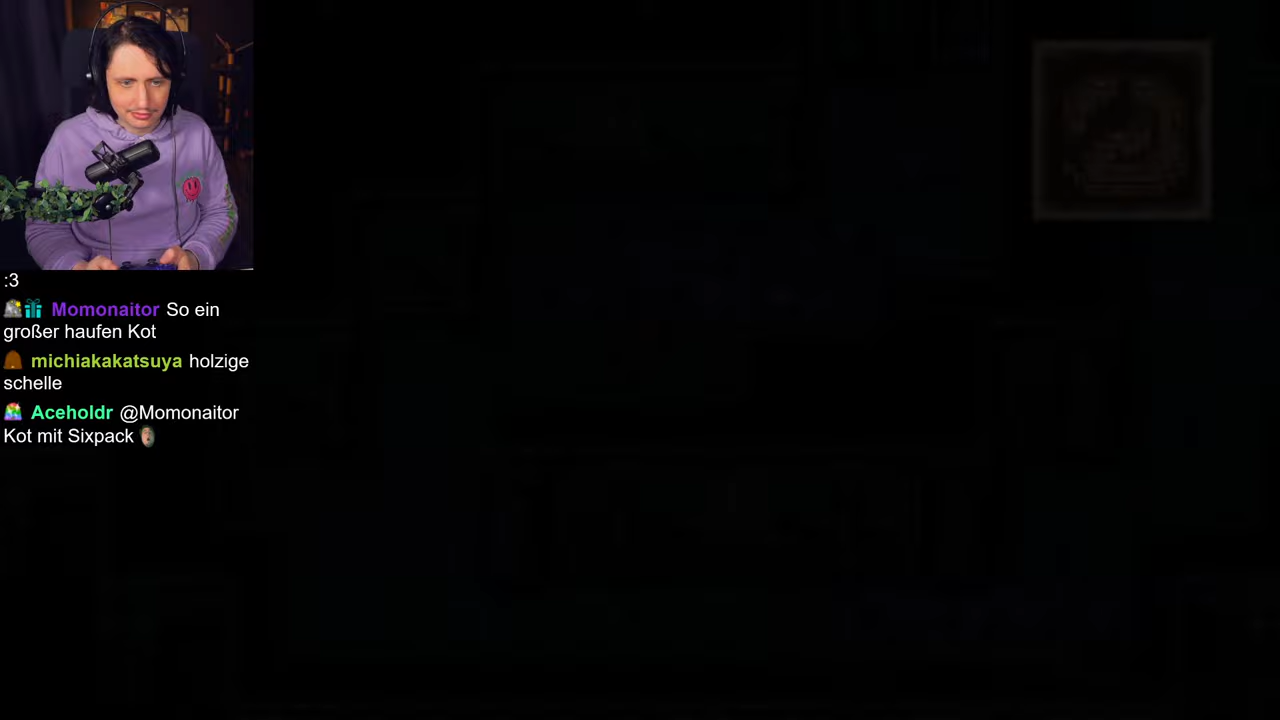 :3
Momonaitor So ein
großer haufen Kot
michiakakatsuya holzige
schelle
Aceholdr @Momonaitor
Kot mit Sixpack